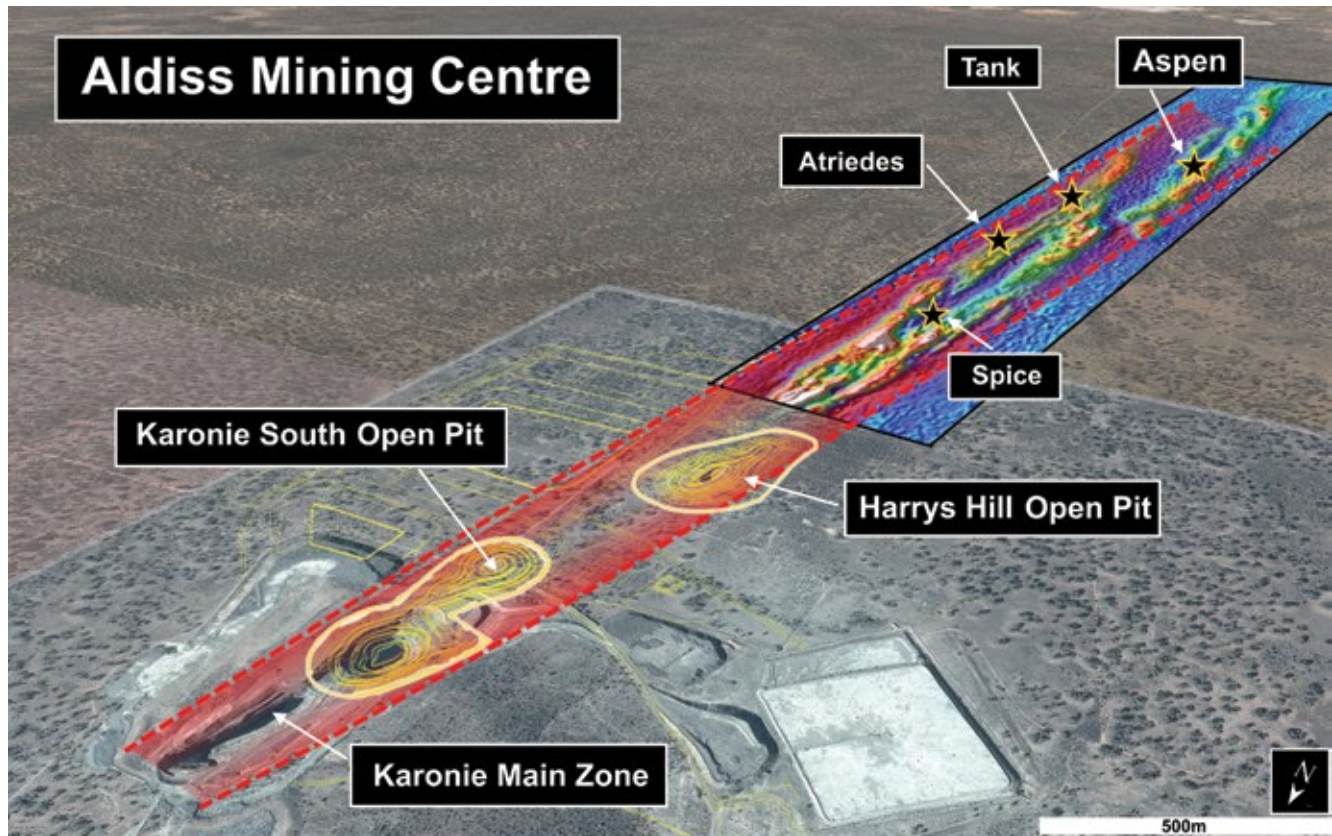 Aldiss Mining Centre
Tank
Aspen
Atriedes
Spice
Karonie South Open Pit
Harrys Hill Open Pit
Karonie Main Zone
N
500m